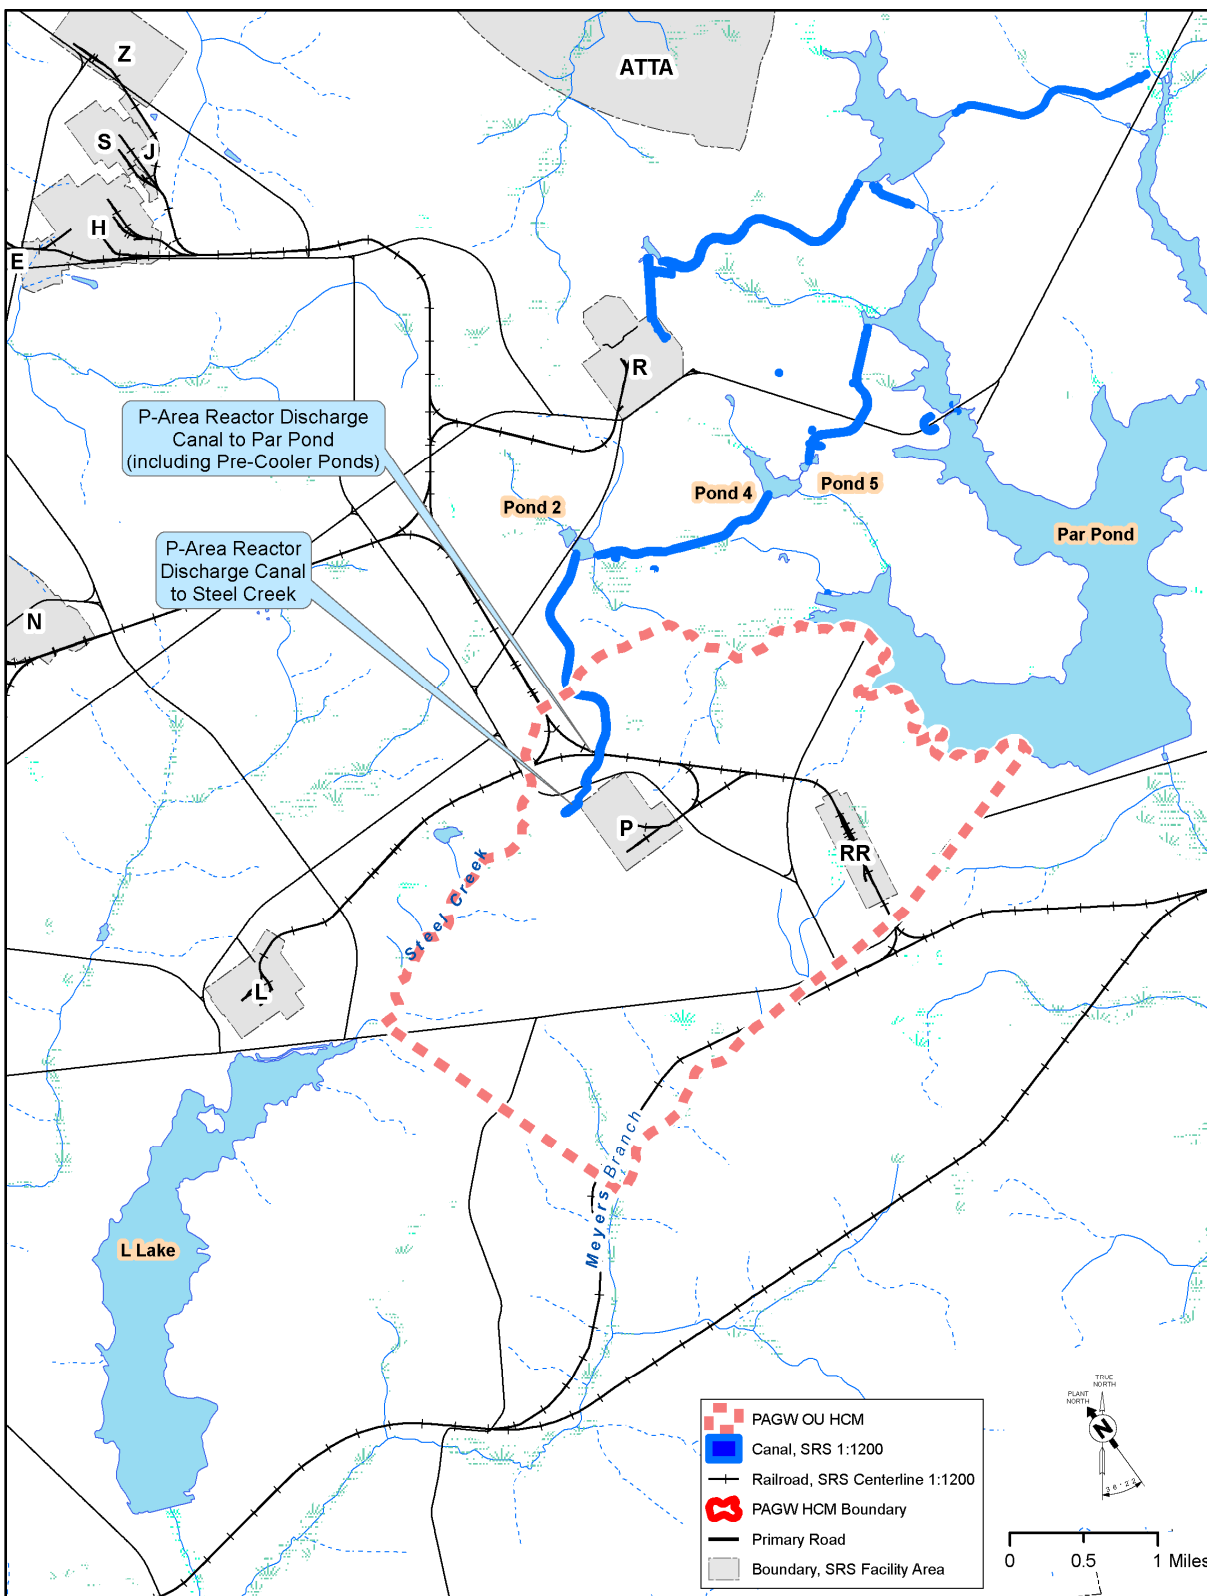 Z
ATTA
S
J
H
E
R
P-Area Reactor Discharge
Canal to Par Pond
(including Pre-Cooler Ponds)
Pond 2
Pond 4
Pond 5
Par Pond
P-Area Reactor
Discharge Canal
to Steel Creek
N
P
RR
Steel Creek
L
Meyers Branch
L Lake
PAGW OU HCM
Canal, SRS 1:1200
Railroad, SRS Centerline 1:1200
PAGW HCM Boundary
Primary Road
Boundary, SRS Facility Area
TRUE
NORTH
PLANT
NORTH
N
0 0.5 1 Miles